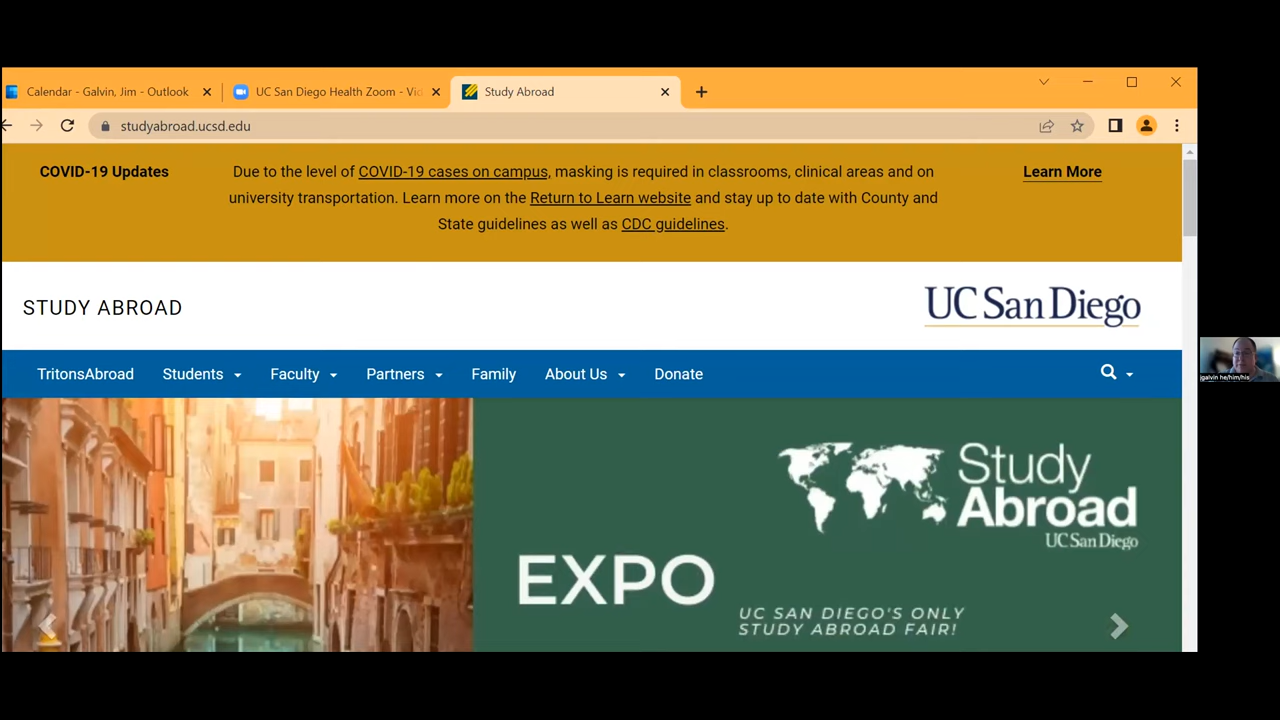 Calendar - Galvin, Jim - Outlook
UC San Diego Health Zoom - Vi
Study Abroad
studyabroad.ucsd.edu
COVID-19 Updates
Due to the level of COVID-19 cases on campus, masking is required in classrooms, clinical areas and on
university transportation. Learn more on the Return to Learn website and stay up to date with County and
State guidelines as well as CDC guidelines.
Learn More
STUDY ABROAD
UC San Diego
TritonsAbroad Students Faculty Partners Family About Us Donate
Study
Abroad
UC San Diego
EXPO
UC SAN DIEGO'S ONLY
STUDY ABROAD FAIR!
jgalvin he/him/his